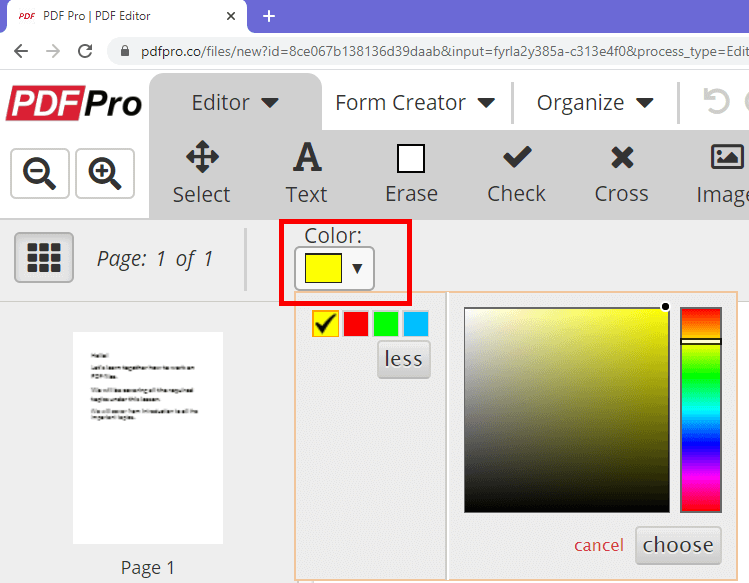 PDF PDF Pro | PDF Editor
pdfpro.co/files/new?id=8ce067b138136d39daab&input=fyrla2y385a-c313e4f0&process_type=Edit
PDF Pro
Editor
Form Creator
Organize
Select
Text
Erase
Check
Cross
Image
Page: 1 of 1
Color:
less
Hello!
Let's learn together how to work on
PDF files.
We will be covering all the required
topics under this lesson.
We will cover from introduction to all the
important topics.
cancel
choose
Page 1